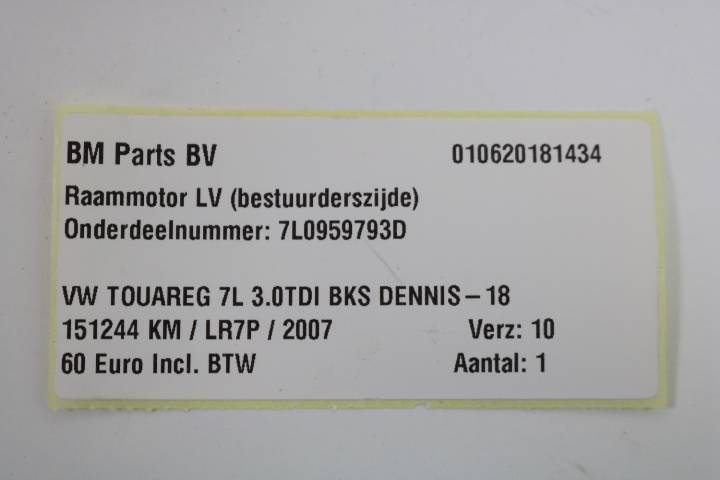 BM Parts BV 010620181434
Raammotor LV (bestuurderszijde)
Onderdeelnummer: 7L0959793D
VW TOUAREG 7L 3.0TDI BKS DENNIS – 18
151244 KM / LR7P / 2007 Verz: 10
60 Euro Incl. BTW Aantal: 1